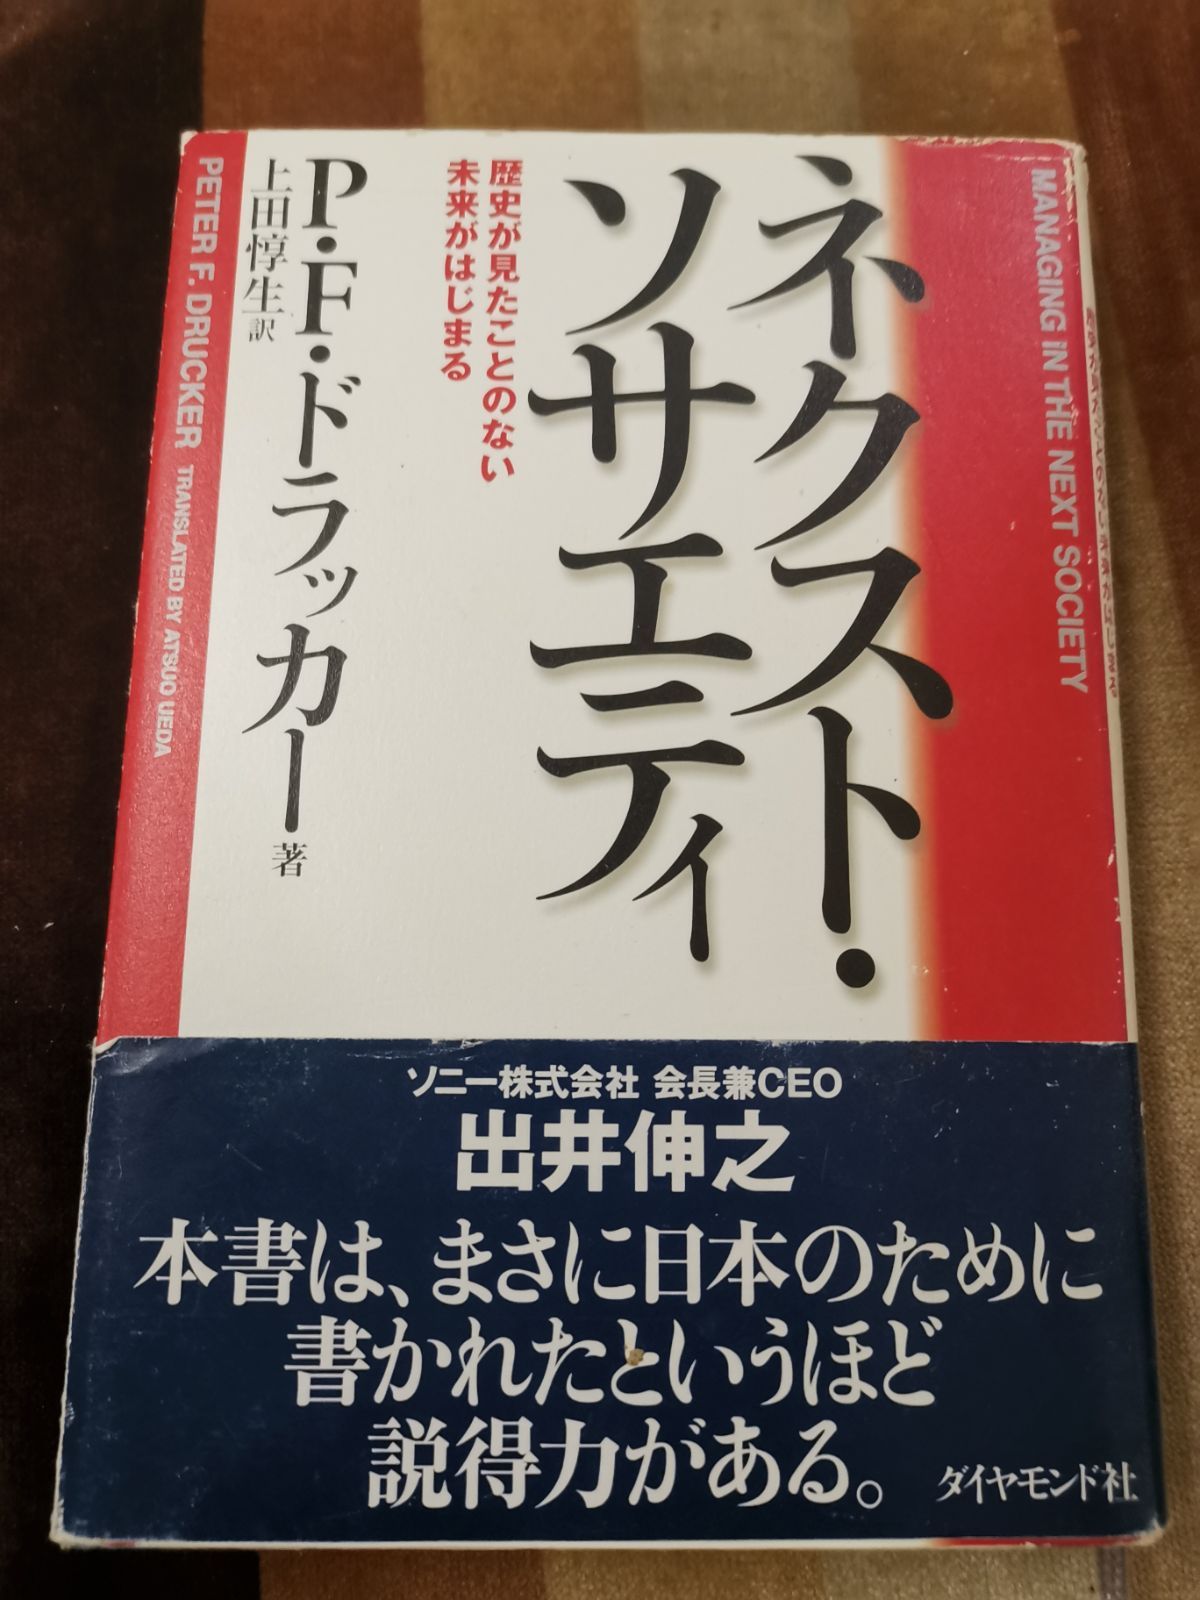 MANAGING IN THE NEXT SOCIETY
ネクスト・
ソサエティ
歴史が見たことのない
未来がはじまる
P・F・ドラッカー 著
上田惇生 訳
PETER F. DRUCKER TRANSLATED BY ATSUO UEDA
ソニー株式会社 会長兼CEO
出井伸之
本書は、まさに日本のために
書かれたというほど
説得力がある。
ダイヤモンド社